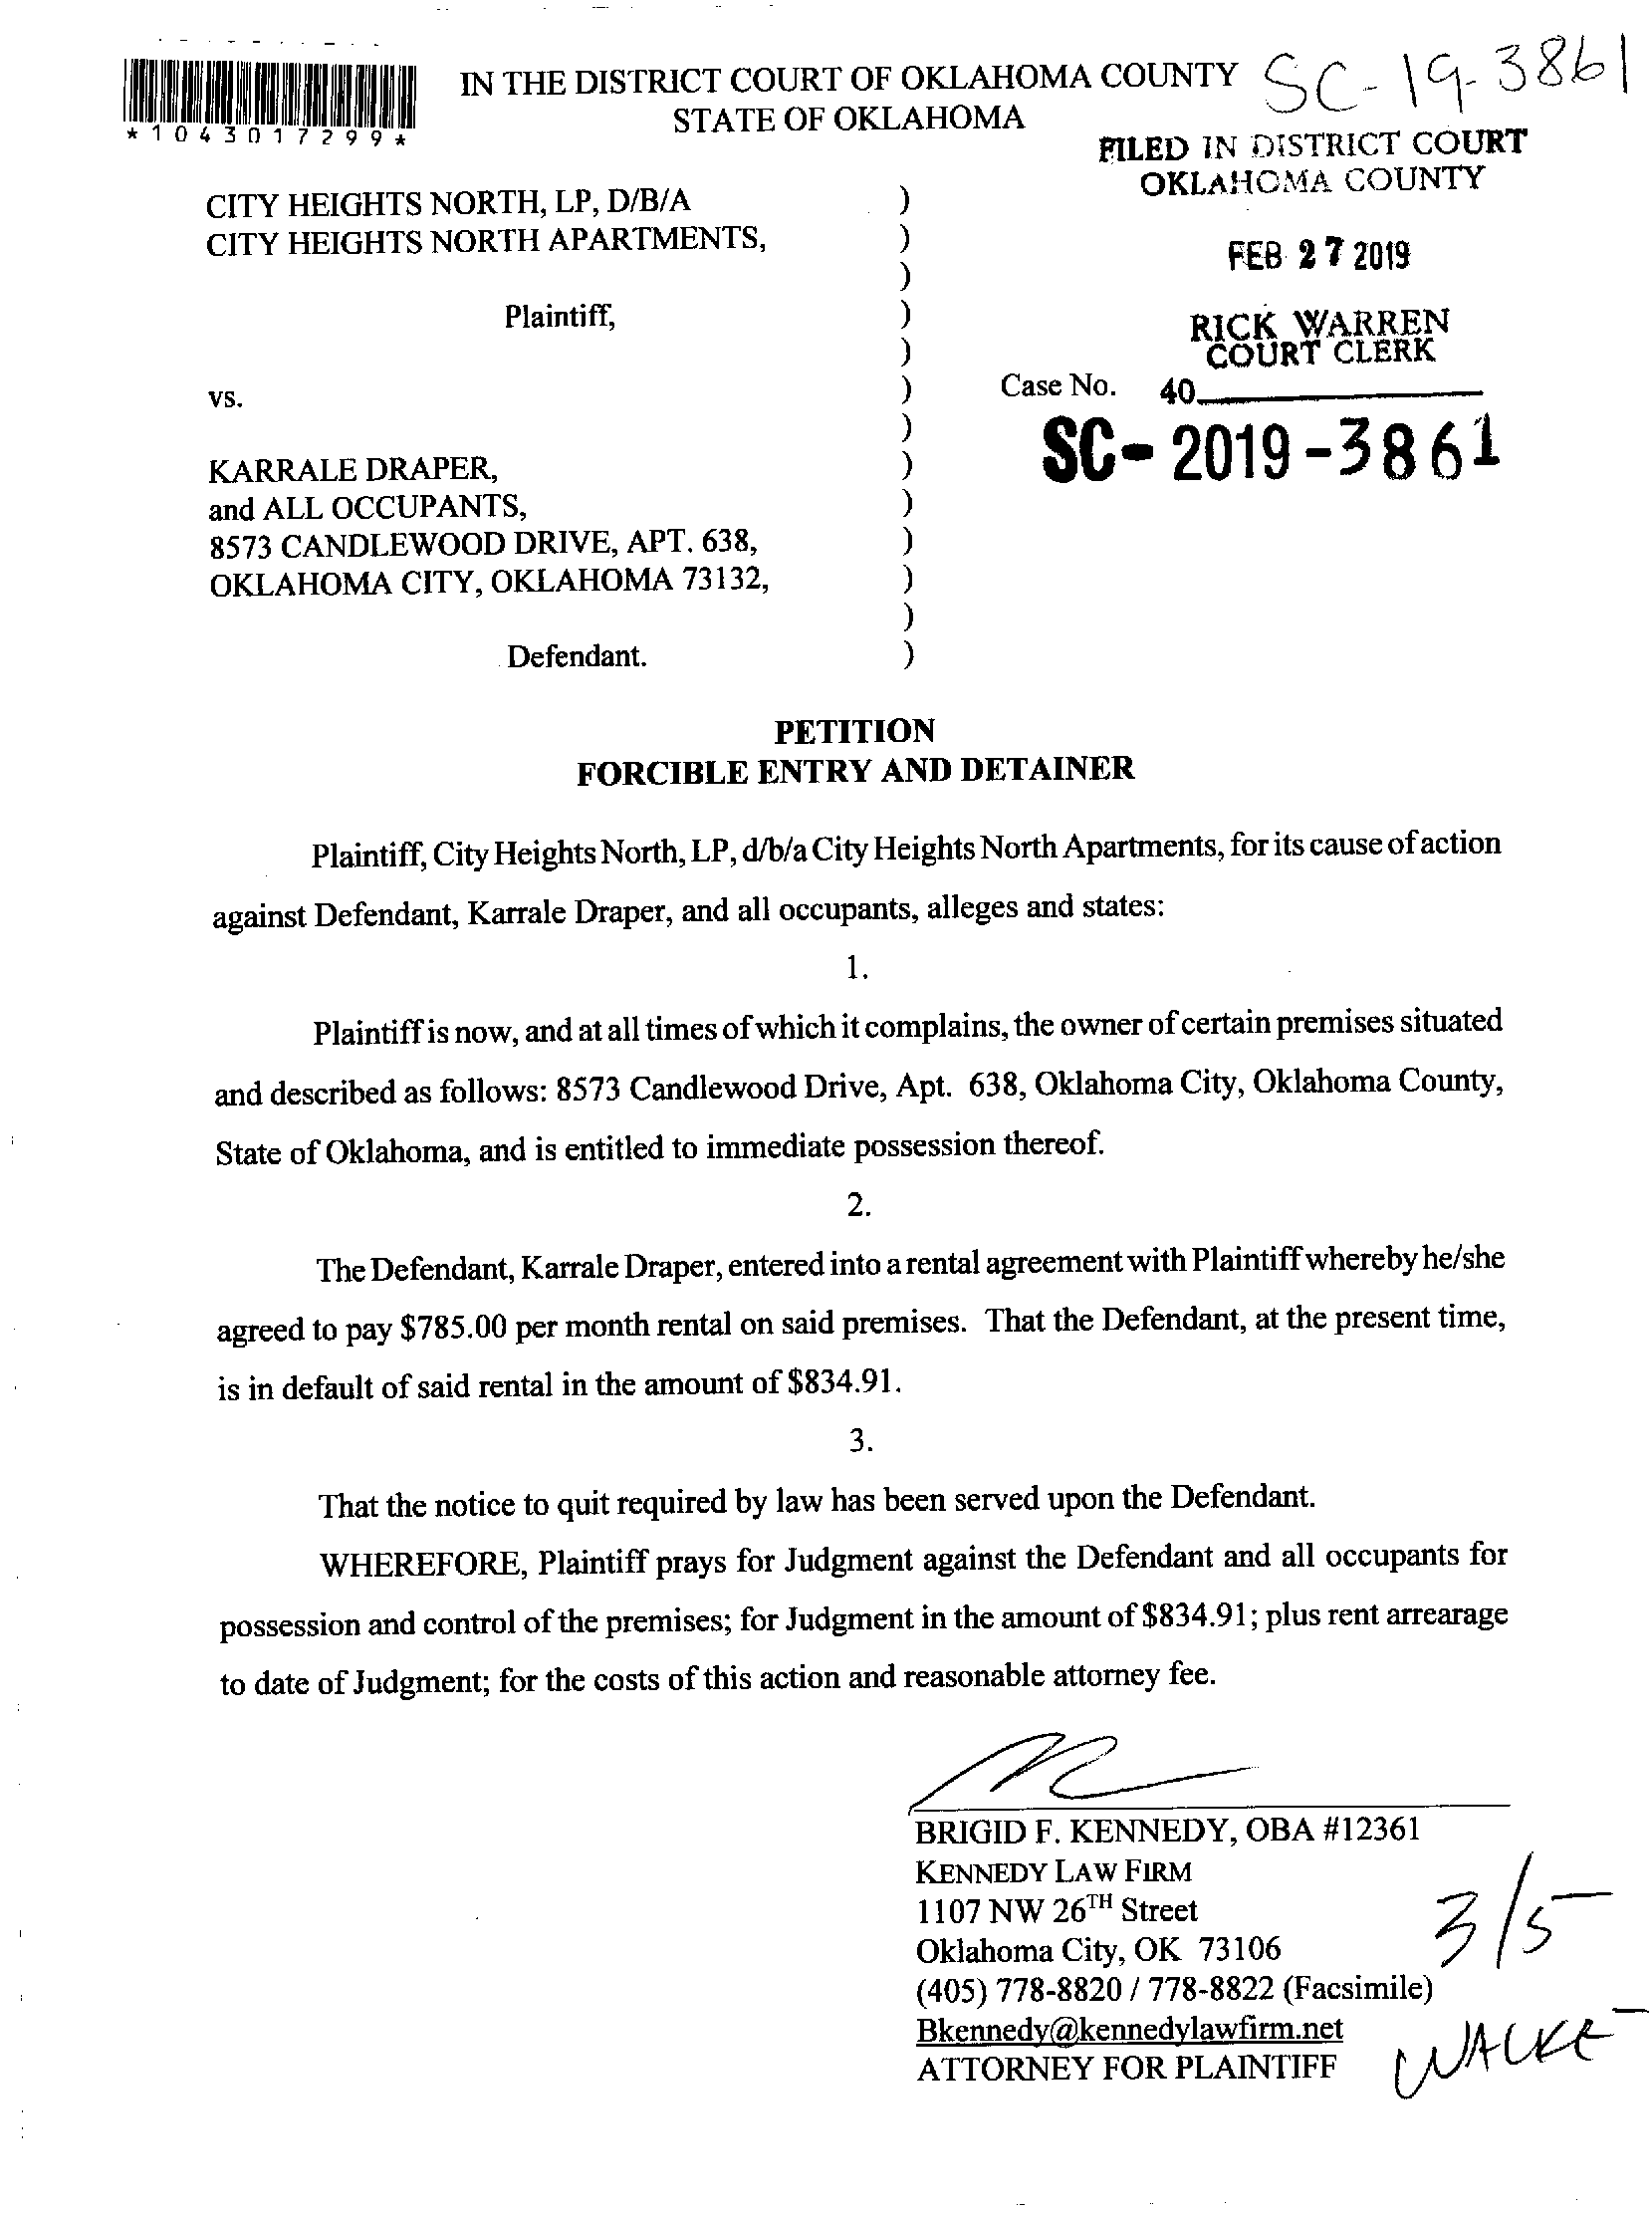 *1043017299*
IN THE DISTRICT COURT OF OKLAHOMA COUNTY
STATE OF OKLAHOMA
SC-19-3861
FILED IN DISTRICT COURT
OKLAHOMA COUNTY
FEB 27 2019
RICK WARREN
COURT CLERK
40
CITY HEIGHTS NORTH, LP, D/B/A )
CITY HEIGHTS NORTH APARTMENTS, )
)
Plaintiff, )
)
vs. ) Case No.
)
SC-2019-3861
KARRALE DRAPER, )
and ALL OCCUPANTS, )
8573 CANDLEWOOD DRIVE, APT. 638, )
OKLAHOMA CITY, OKLAHOMA 73132, )
)
Defendant. )
PETITION
FORCIBLE ENTRY AND DETAINER
Plaintiff, City Heights North, LP, d/b/a City Heights North Apartments, for its cause of action
against Defendant, Karrale Draper, and all occupants, alleges and states:
1.
Plaintiff is now, and at all times of which it complains, the owner of certain premises situated
and described as follows: 8573 Candlewood Drive, Apt. 638, Oklahoma City, Oklahoma County,
State of Oklahoma, and is entitled to immediate possession thereof.
2.
The Defendant, Karrale Draper, entered into a rental agreement with Plaintiff whereby he/she
agreed to pay $785.00 per month rental on said premises. That the Defendant, at the present time,
is in default of said rental in the amount of $834.91.
3.
That the notice to quit required by law has been served upon the Defendant.
WHEREFORE, Plaintiff prays for Judgment against the Defendant and all occupants for
possession and control of the premises; for Judgment in the amount of $834.91; plus rent arrearage
to date of Judgment; for the costs of this action and reasonable attorney fee.
BRIGID F. KENNEDY, OBA #12361
KENNEDY LAW FIRM
1107 NW 26TH Street
Oklahoma City, OK 73106
(405) 778-8820 / 778-8822 (Facsimile)
Bkennedy@kennedylawfirm.net
ATTORNEY FOR PLAINTIFF
3/5